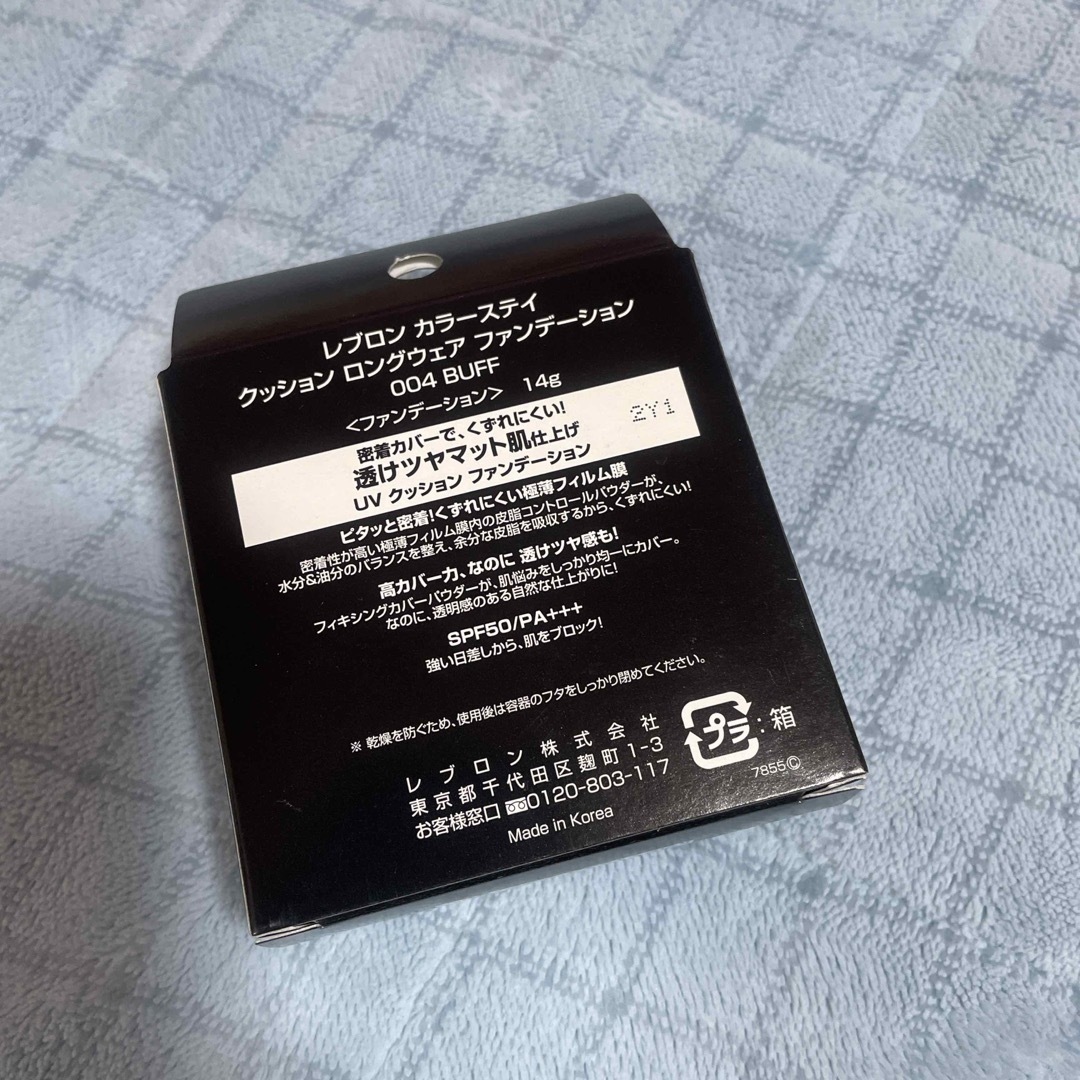 レブロン カラーステイ
クッション ロングウェア ファンデーション
004 BUFF
<ファンデーション> 14g
密着カバーで、くずれにくい!
透けツヤマット肌仕上げ
UV クッション ファンデーション
2Y1
ピタッと密着!くずれにくい極薄フィルム膜
密着性が高い極薄フィルム膜内の皮脂コントロールパウダーが、
水分&油分のバランスを整え、余分な皮脂を吸収するから、くずれにくい!
高カバー力、なのに 透けツヤ感も!
フィキシングカバーパウダーが、肌悩みをしっかり均一にカバー。
なのに、透明感のある自然な仕上がりに!
SPF50/PA+++
強い日差しから、肌をブロック!
※ 乾燥を防ぐため、使用後は容器のフタをしっかり閉めてください。
レブロン株式会社
東京都千代田区麹町1-3
お客様窓口 0120-803-117
Made in Korea
プラ :箱
7855©